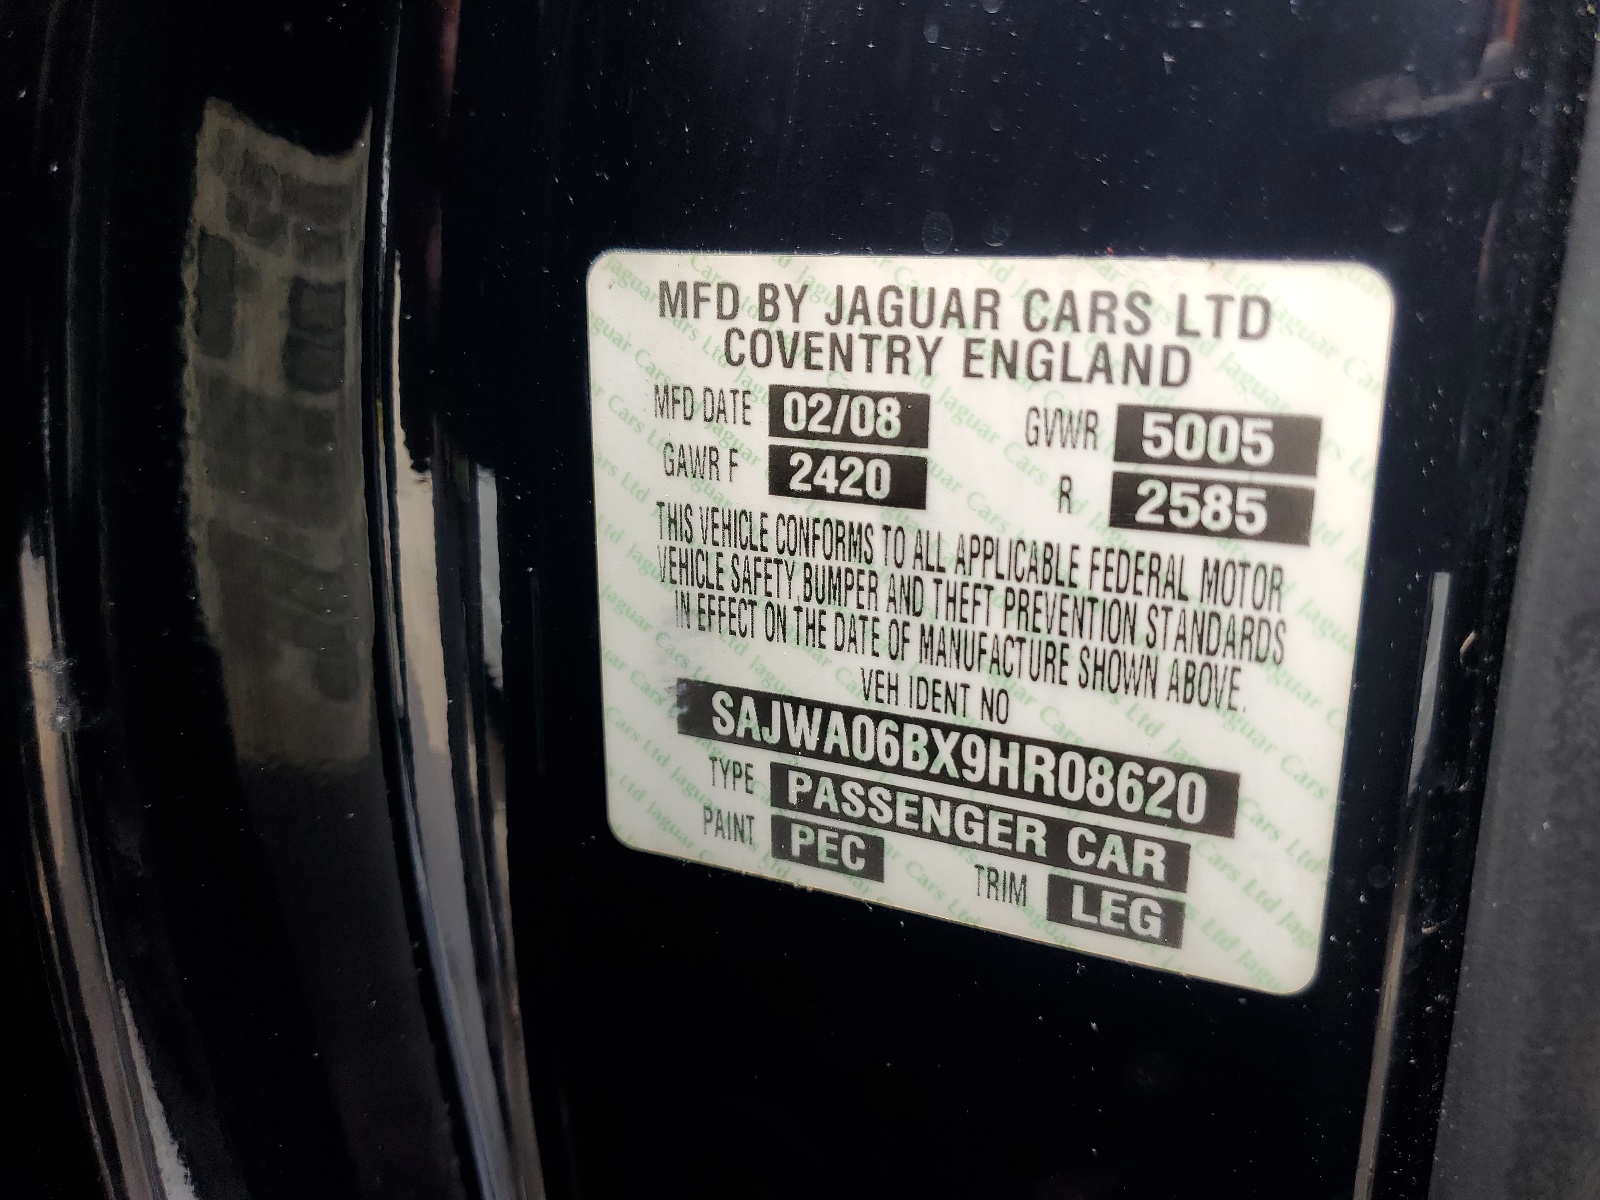 MFD BY JAGUAR CARS LTD
COVENTRY ENGLAND
MFD DATE 02/08 GVWR 5005
GAWR F 2420 R 2585
THIS VEHICLE CONFORMS TO ALL APPLICABLE FEDERAL MOTOR
VEHICLE SAFETY, BUMPER AND THEFT PREVENTION STANDARDS
IN EFFECT ON THE DATE OF MANUFACTURE SHOWN ABOVE.
VEH IDENT NO
SAJWA06BX9HR08620
TYPE PASSENGER CAR
PAINT PEC TRIM LEG